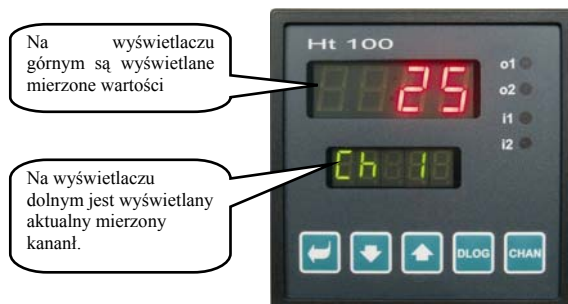 Na wyświetlaczu
górnym są wyświetlane
mierzone wartości
Na wyświetlaczu
dolnym jest wyświetlany
aktualny mierzony
kananł.
Ht 100
25
o1
o2
i1
i2
Ch 1
DLOG
CHAN